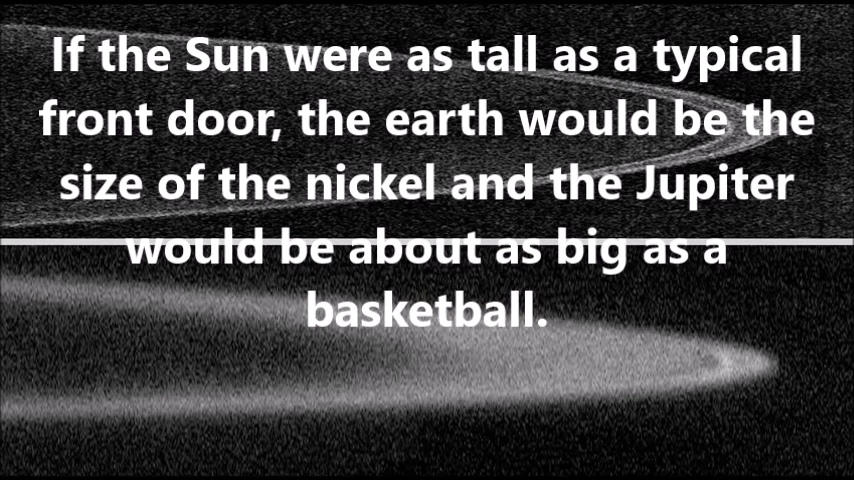 If the Sun were as tall as a typical
front door, the earth would be the
size of the nickel and the Jupiter
would be about as big as a
basketball.